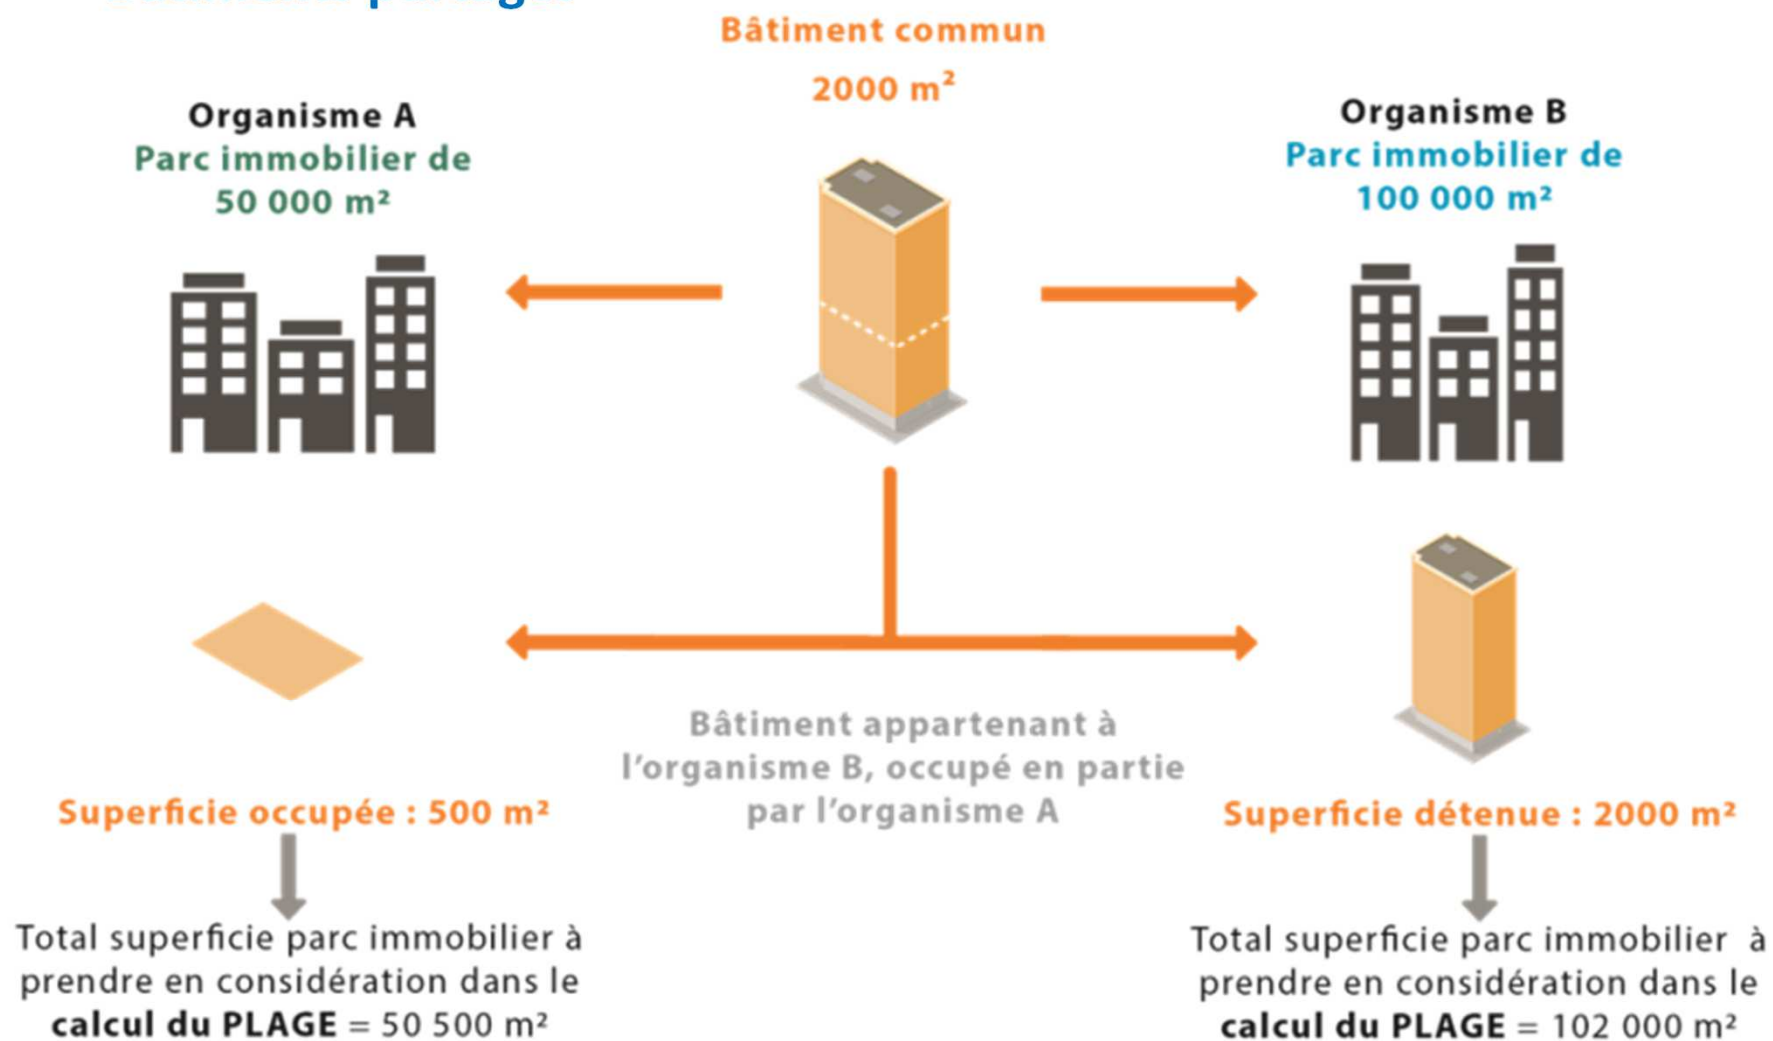 Bâtiment commun
2000 m²
Organisme A
Parc immobilier de
50 000 m²
Organisme B
Parc immobilier de
100 000 m²
Bâtiment appartenant à
l'organisme B, occupé en partie
par l'organisme A
Superficie occupée : 500 m²
Total superficie parc immobilier à
prendre en considération dans le
calcul du PLAGE = 50 500 m²
Superficie détenue : 2000 m²
Total superficie parc immobilier à
prendre en considération dans le
calcul du PLAGE = 102 000 m²